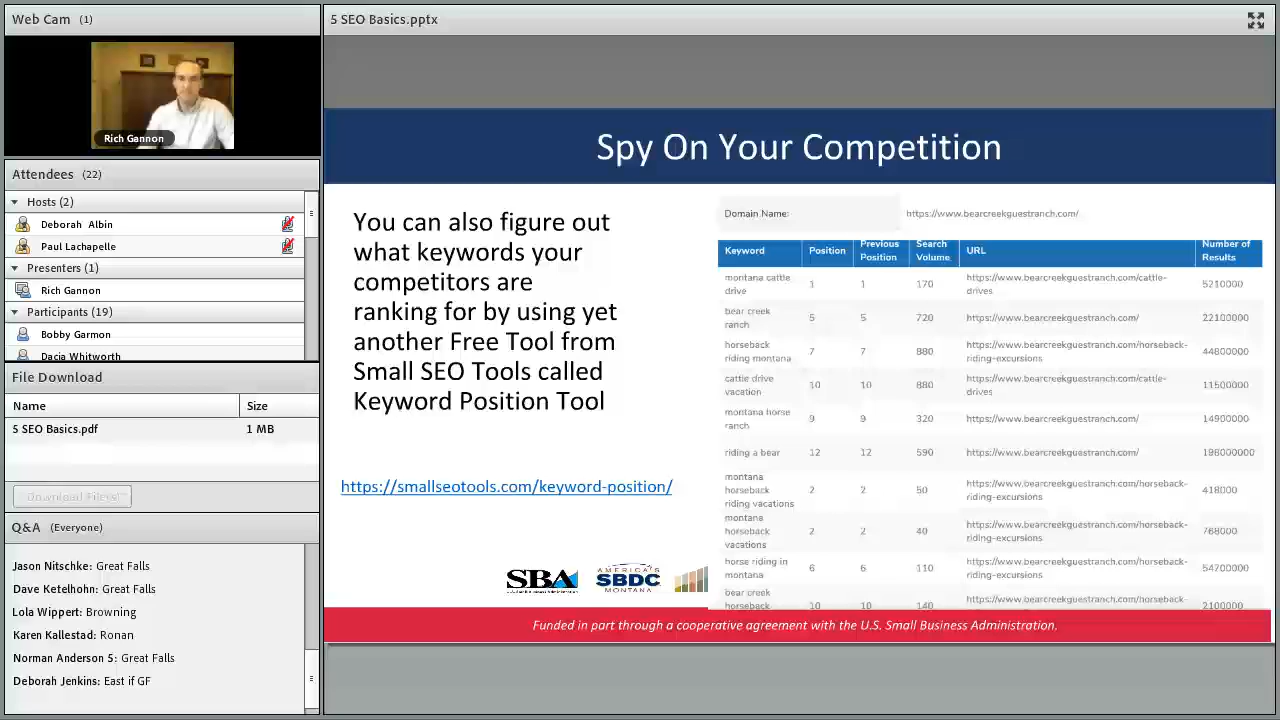 Web Cam (1)
Rich Gannon
Attendees (22)
Hosts (2)
Deborah Albin
Paul Lachapelle
Presenters (1)
Rich Gannon
Participants (19)
Bobby Garmon
Dacia Whitworth
File Download
Name Size
5 SEO Basics.pdf 1 MB
Download File(s)
Q&A (Everyone)
Jason Nitschke: Great Falls
Dave Ketelhohn: Great Falls
Lola Wippert: Browning
Karen Kallestad: Ronan
Norman Anderson 5: Great Falls
Deborah Jenkins: East if GF
5 SEO Basics.pptx
Spy On Your Competition
You can also figure out
what keywords your
competitors are
ranking for by using yet
another Free Tool from
Small SEO Tools called
Keyword Position Tool
https://smallseotools.com/keyword-position/
Domain Name: https://www.bearcreekguestranch.com/
Keyword Position Previous Position Search Volume URL Number of Results
montana cattle drive 1 1 170 https://www.bearcreekguestranch.com/cattle-drives 5210000
bear creek ranch 5 5 720 https://www.bearcreekguestranch.com/ 22100000
horseback riding montana 7 7 880 https://www.bearcreekguestranch.com/horseback-riding-excursions 44800000
cattle drive vacation 10 10 880 https://www.bearcreekguestranch.com/cattle-drives 11500000
montana horse ranch 9 9 320 https://www.bearcreekguestranch.com/ 14900000
riding a bear 12 12 590 https://www.bearcreekguestranch.com/ 198000000
montana horseback riding vacations 2 2 50 https://www.bearcreekguestranch.com/horseback-riding-excursions 418000
montana horseback vacations 2 2 40 https://www.bearcreekguestranch.com/horseback-riding-excursions 768000
horse riding in montana 6 6 110 https://www.bearcreekguestranch.com/horseback-riding-excursions 54700000
bear creek horseback 10 10 140 https://www.bearcreekguestranch.com/horseback- 2100000
SBA
AMERICA'S
SBDC
MONTANA
Funded in part through a cooperative agreement with the U.S. Small Business Administration.